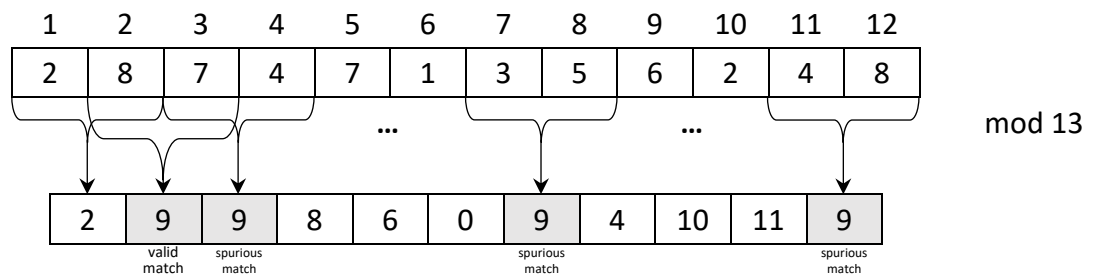 1 2 3 4 5 6 7 8 9 10 11 12
2 8 7 4 7 1 3 5 6 2 4 8
... ... mod 13
2 9 9 8 6 0 9 4 10 11 9
valid spurious spurious spurious
match match match match